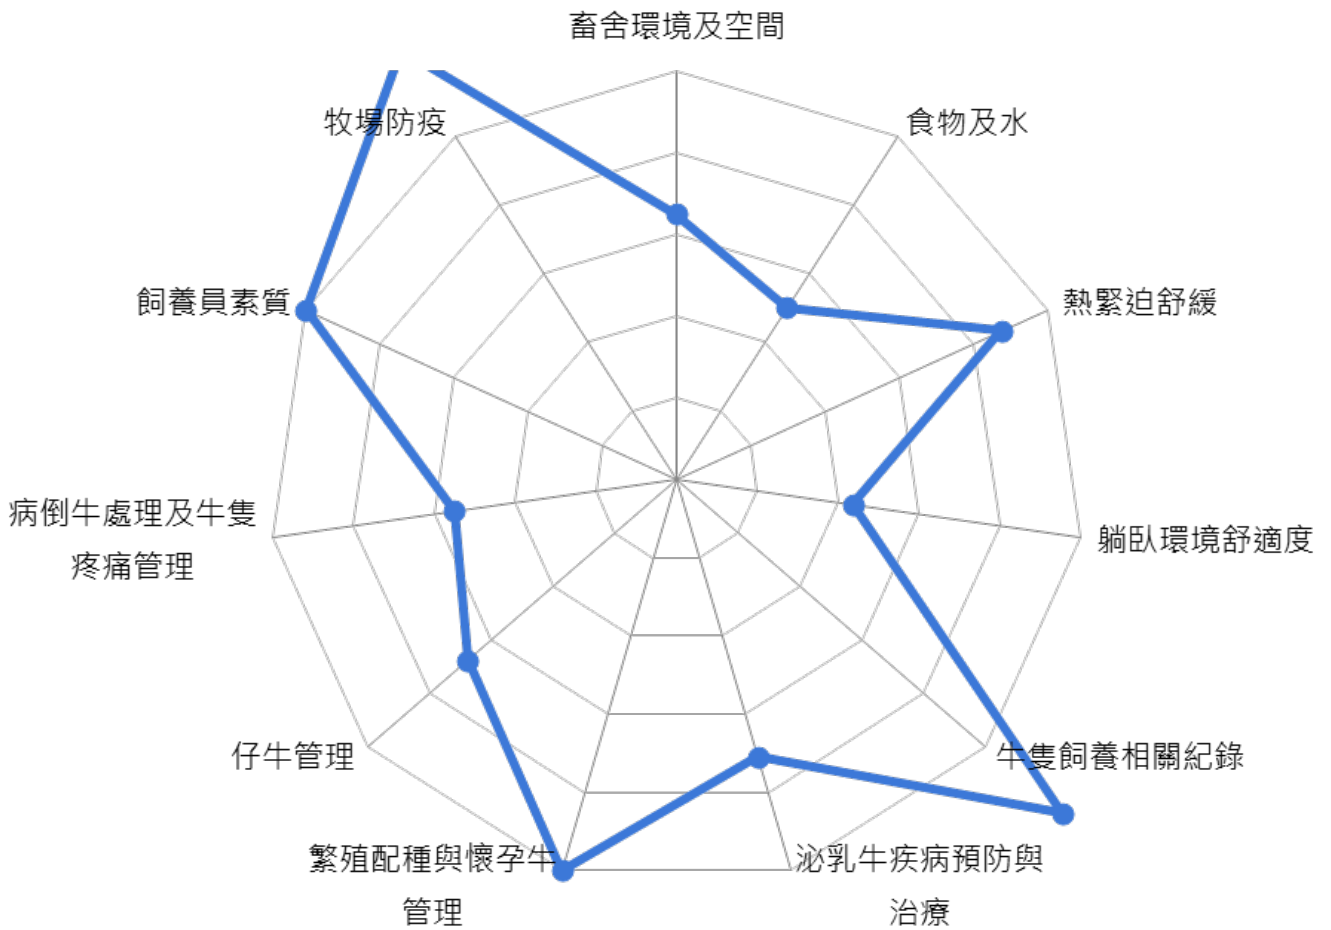 畜舍環境及空間
牧場防疫
食物及水
飼養員素質
熱緊迫舒緩
病倒牛處理及牛隻
疼痛管理
躺臥環境舒適度
仔牛管理
牛隻飼養相關紀錄
繁殖配種與懷孕牛
管理
泌乳牛疾病預防與
治療